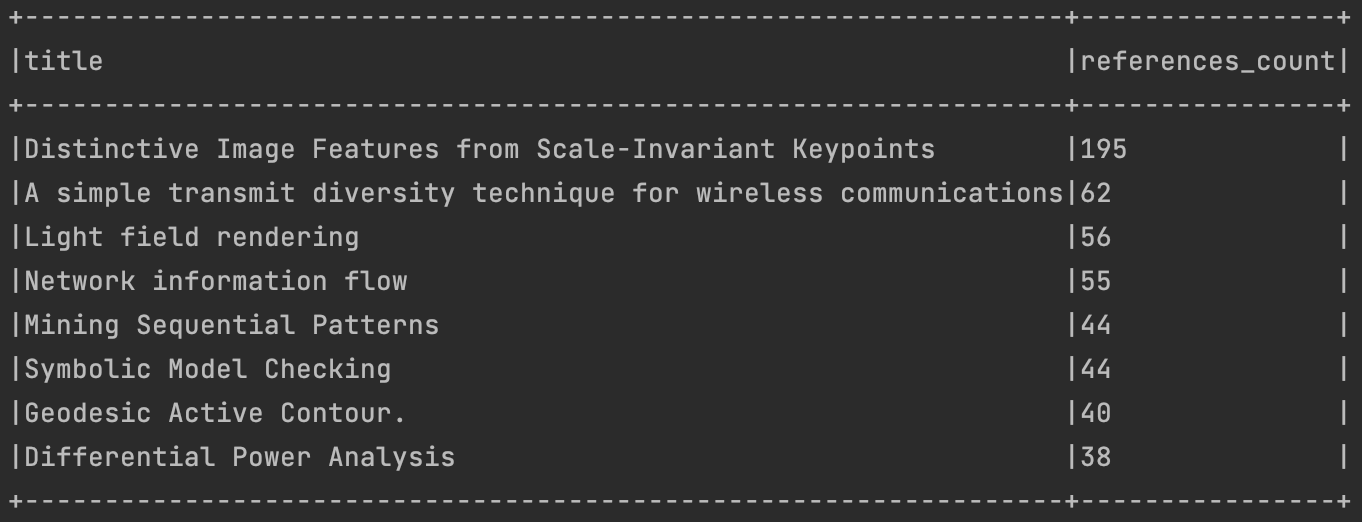 +-----------------------------------------------------------------+----------------+
|title                                                            |references_count|
+-----------------------------------------------------------------+----------------+
|Distinctive Image Features from Scale-Invariant Keypoints        |195             |
|A simple transmit diversity technique for wireless communications|62              |
|Light field rendering                                            |56              |
|Network information flow                                         |55              |
|Mining Sequential Patterns                                       |44              |
|Symbolic Model Checking                                          |44              |
|Geodesic Active Contour.                                         |40              |
|Differential Power Analysis                                      |38              |
+-----------------------------------------------------------------+----------------+